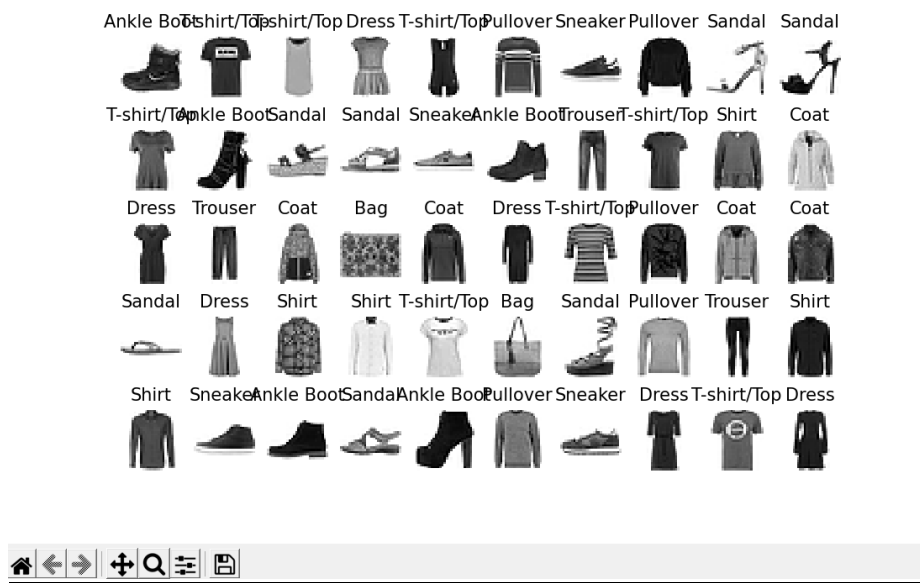 Ankle Boot T-shirt/Top T-shirt/Top Dress T-shirt/Top Pullover Sneaker Pullover Sandal Sandal
T-shirt/Top Ankle Boot Sandal Sandal Sneaker Ankle Boot Trouser T-shirt/Top Shirt Coat
Dress Trouser Coat Bag Coat Dress T-shirt/Top Pullover Coat Coat
Sandal Dress Shirt Shirt T-shirt/Top Bag Sandal Pullover Trouser Shirt
Shirt Sneaker Ankle Boot Sandal Ankle Boot Pullover Sneaker Dress T-shirt/Top Dress